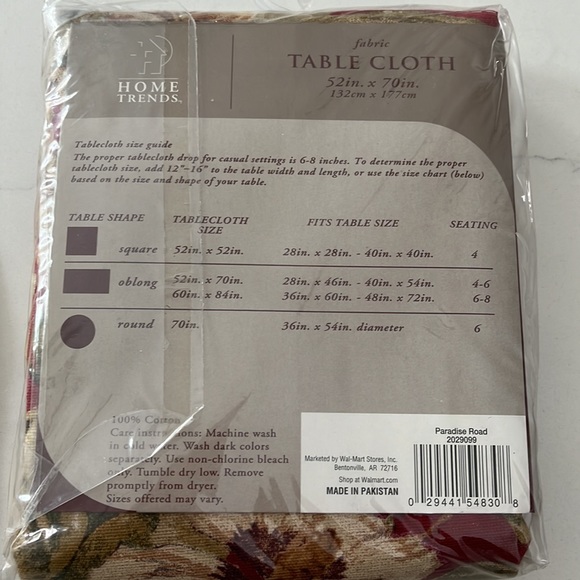 HOME
TRENDS
fabric
TABLE CLOTH
52in. x 70in.
132cm x 177cm
Tablecloth size guide
The proper tablecloth drop for casual settings is 6-8 inches. To determine the proper
tablecloth size, add 12"-16" to the table width and length, or use the size chart (below)
based on the size and shape of your table.
TABLE SHAPE TABLECLOTH SIZE FITS TABLE SIZE SEATING
square 52in. x 52in. 28in. x 28in. - 40in. x 40in. 4
oblong 52in. x 70in. 28in. x 46in. - 40in. x 54in. 4-6
60in. x 84in. 36in. x 60in. - 48in. x 72in. 6-8
round 70in. 36in. x 54in. diameter 6
100% Cotton
Care instructions: Machine wash
in cold water. Wash dark colors
separately. Use non-chlorine bleach
only. Tumble dry low. Remove
promptly from dryer.
Sizes offered may vary.
Marketed by Wal-Mart Stores, Inc.
Bentonville, AR 72716
Shop at Walmart.com
MADE IN PAKISTAN
Paradise Road
2029099
0 29441 54830 8